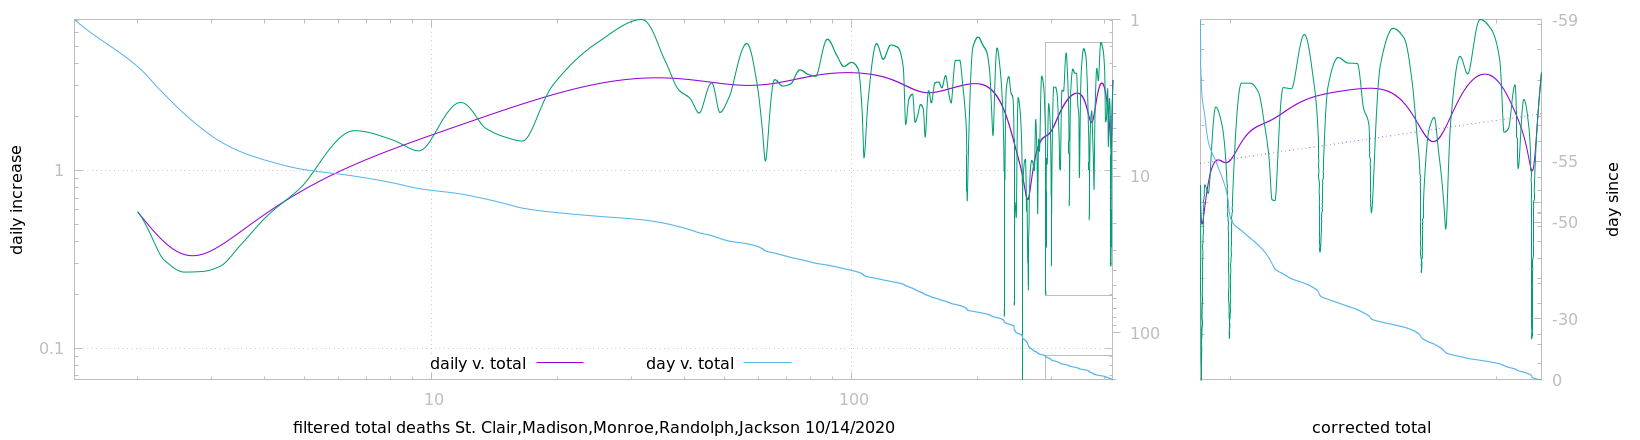 daily increase
1
0.1
10
100
1
10
100
daily v. total
day v. total
filtered total deaths St. Clair,Madison,Monroe,Randolph,Jackson 10/14/2020
-59
-55
-50
-30
0
day since
corrected total